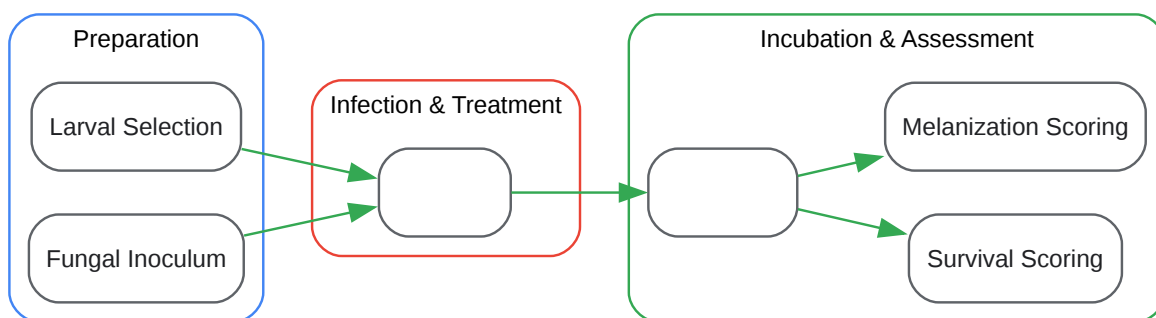 Preparation
Larval Selection
Fungal Inoculum
Infection & Treatment
Incubation & Assessment
Melanization Scoring
Survival Scoring